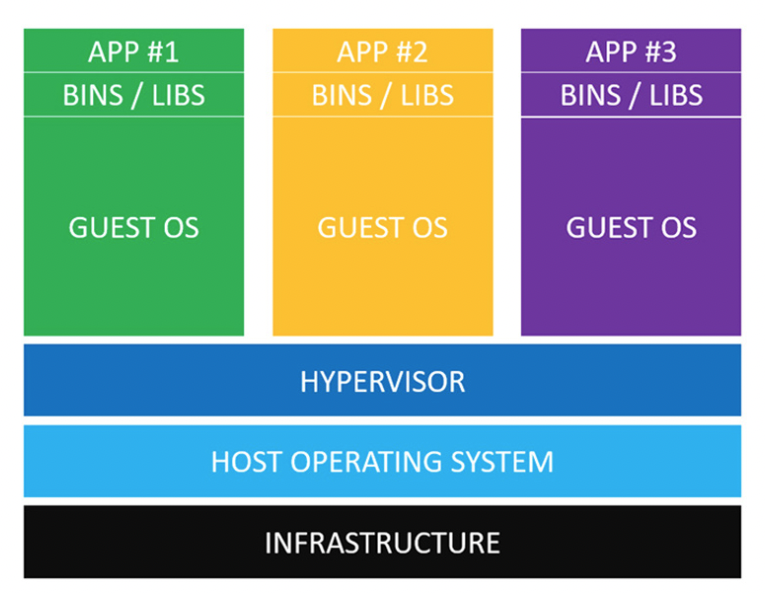 APP #1
BINS / LIBS
GUEST OS
APP #2
BINS / LIBS
GUEST OS
APP #3
BINS / LIBS
GUEST OS
HYPERVISOR
HOST OPERATING SYSTEM
INFRASTRUCTURE